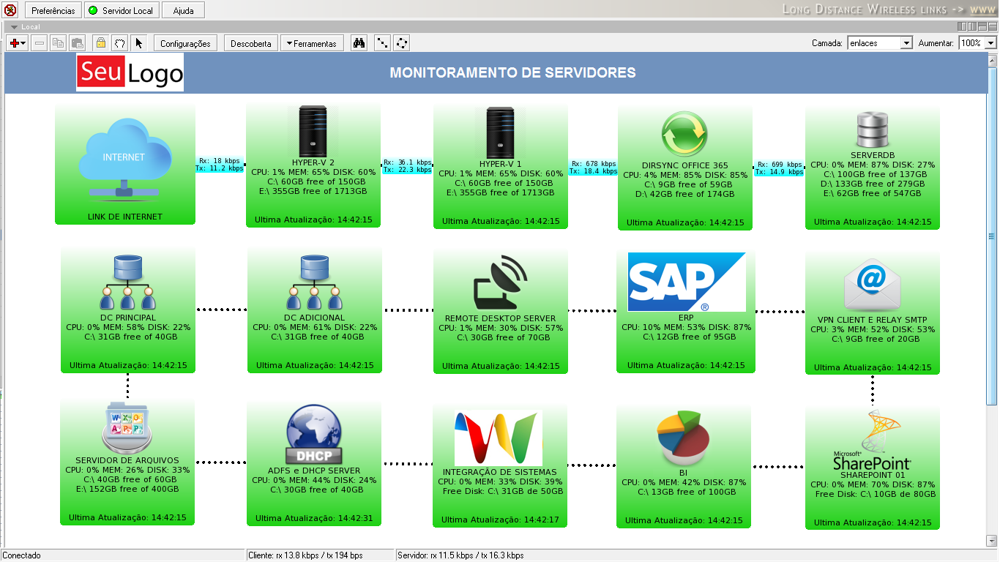 Preferências
Servidor Local
Ajuda
Long Distance Wireless links -> www
Local
Configurações
Descoberta
Ferramentas
Camada:
enlaces
Aumentar:
100%
Seu Logo
MONITORAMENTO DE SERVIDORES
INTERNET
LINK DE INTERNET
Rx: 18 kbps
Tx: 11.2 kbps
HYPER-V 2
CPU: 1% MEM: 65% DISK: 60%
C:\ 60GB free of 150GB
E:\ 355GB free of 1713GB
Ultima Atualização: 14:42:15
Rx: 36.1 kbps
Tx: 22.3 kbps
HYPER-V 1
CPU: 1% MEM: 65% DISK: 60%
C:\ 60GB free of 150GB
E:\ 355GB free of 1713GB
Ultima Atualização: 14:42:15
Rx: 678 kbps
Tx: 18.4 kbps
DIRSYNC OFFICE 365
CPU: 4% MEM: 85% DISK: 85%
C:\ 9GB free of 59GB
D:\ 42GB free of 174GB
Ultima Atualização: 14:42:15
Rx: 699 kbps
Tx: 14.9 kbps
SERVERDB
CPU: 0% MEM: 87% DISK: 27%
C:\ 100GB free of 137GB
D:\ 133GB free of 279GB
E:\ 62GB free of 547GB
Ultima Atualização: 14:42:15
DC PRINCIPAL
CPU: 0% MEM: 58% DISK: 22%
C:\ 31GB free of 40GB
Ultima Atualização: 14:42:15
DC ADICIONAL
CPU: 0% MEM: 61% DISK: 22%
C:\ 31GB free of 40GB
Ultima Atualização: 14:42:15
REMOTE DESKTOP SERVER
CPU: 1% MEM: 30% DISK: 57%
C:\ 30GB free of 70GB
Ultima Atualização: 14:42:15
SAP®
ERP
CPU: 10% MEM: 53% DISK: 87%
C:\ 12GB free of 95GB
Ultima Atualização: 14:42:15
@
VPN CLIENT E RELAY SMTP
CPU: 3% MEM: 52% DISK: 53%
C:\ 9GB free of 20GB
Ultima Atualização: 14:42:15
W X O
A P P
SERVIDOR DE ARQUIVOS
CPU: 0% MEM: 26% DISK: 33%
C:\ 40GB free of 60GB
E:\ 152GB free of 400GB
Ultima Atualização: 14:42:15
DHCP
ADFS e DHCP SERVER
CPU: 0% MEM: 44% DISK: 24%
C:\ 30GB free of 40GB
Ultima Atualização: 14:42:31
INTEGRAÇÃO DE SISTEMAS
CPU: 0% MEM: 33% DISK: 39%
Free Disk: C:\ 31GB de 50GB
Ultima Atualização: 14:42:17
BI
CPU: 0% MEM: 42% DISK: 87%
C:\ 13GB free of 100GB
Ultima Atualização: 14:42:15
Microsoft®
SharePoint
SHAREPOINT 01
CPU: 0% MEM: 70% DISK: 87%
Free Disk: C:\ 10GB de 80GB
Ultima Atualização: 14:42:15
Conectado
Cliente: rx 13.8 kbps / tx 194 bps
Servidor: rx 11.5 kbps / tx 16.3 kbps